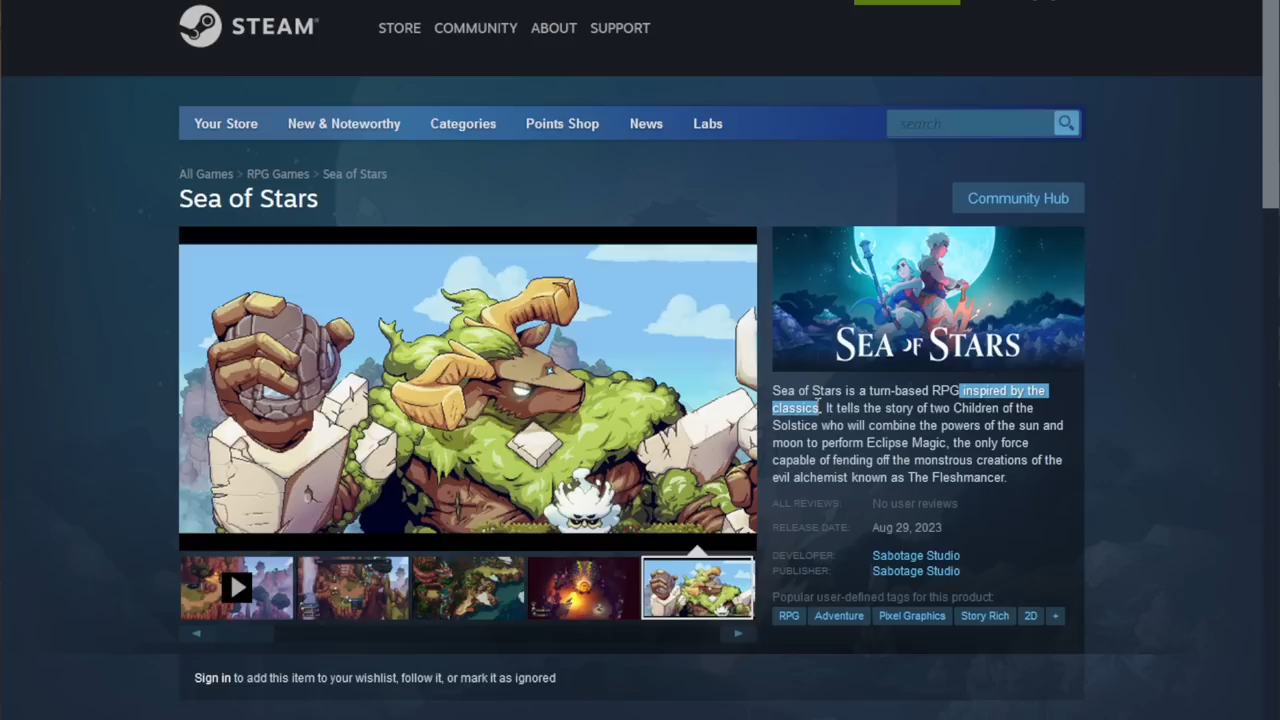 STEAM®
STORE COMMUNITY ABOUT SUPPORT
Your Store New & Noteworthy Categories Points Shop News Labs search
All Games > RPG Games > Sea of Stars
Sea of Stars
Community Hub
SEA OF STARS
Sea of Stars is a turn-based RPG inspired by the
classics. It tells the story of two Children of the
Solstice who will combine the powers of the sun and
moon to perform Eclipse Magic, the only force
capable of fending off the monstrous creations of the
evil alchemist known as The Fleshmancer.
ALL REVIEWS: No user reviews
RELEASE DATE: Aug 29, 2023
DEVELOPER: Sabotage Studio
PUBLISHER: Sabotage Studio
Popular user-defined tags for this product:
RPG Adventure Pixel Graphics Story Rich 2D +
Sign in to add this item to your wishlist, follow it, or mark it as ignored